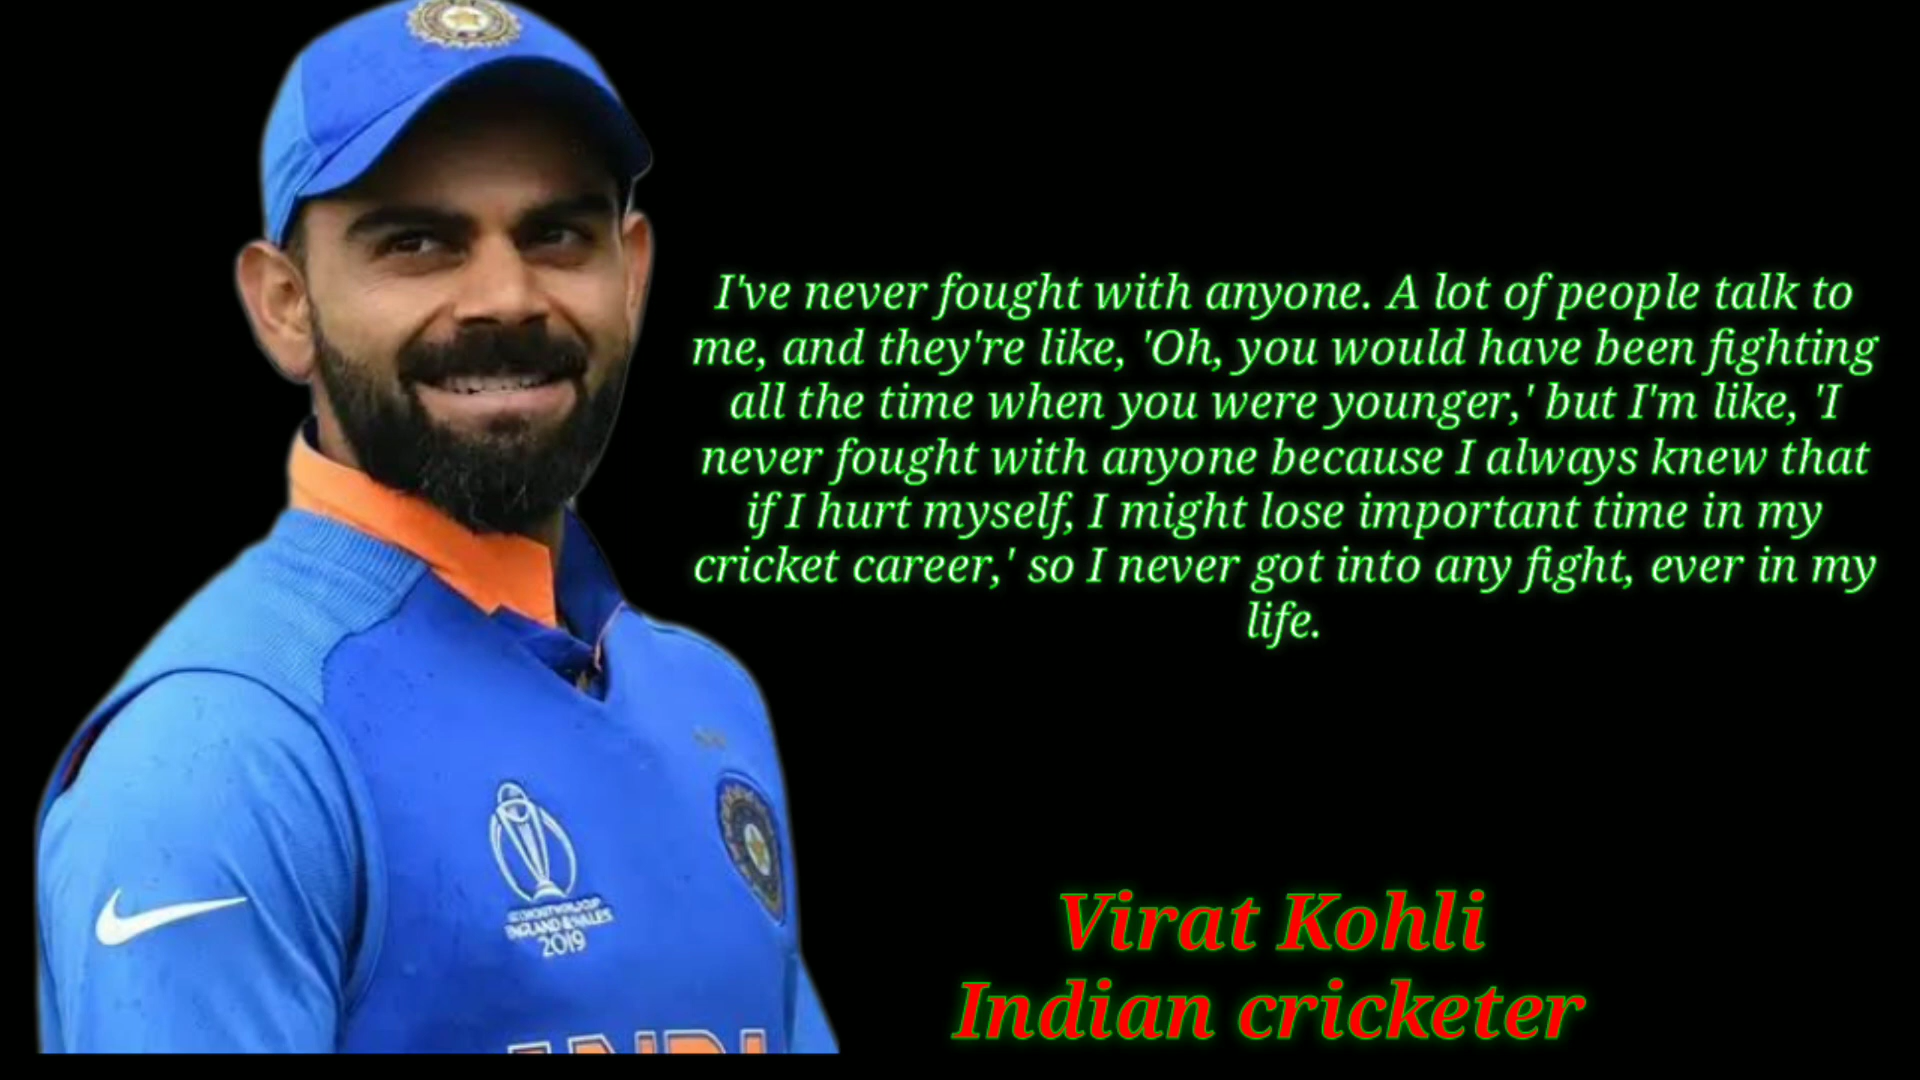 I've never fought with anyone. A lot of people talk to
me, and they're like, 'Oh, you would have been fighting
all the time when you were younger,' but I'm like, 'I
never fought with anyone because I always knew that
if I hurt myself, I might lose important time in my
cricket career,' so I never got into any fight, ever in my
life.
ENGLAND & WALES
2019
Virat Kohli
Indian cricketer